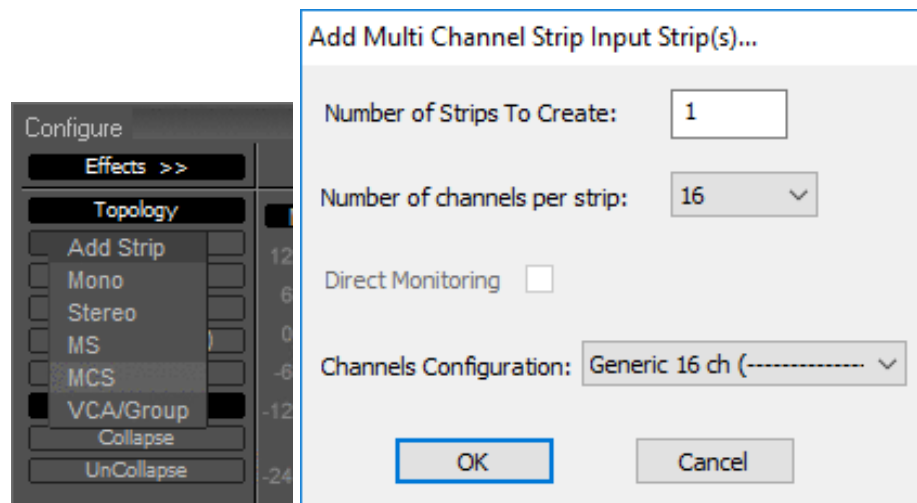 Configure
Effects >>
Topology
Add Strip
Mono
Stereo
MS
MCS
VCA/Group
Collapse
UnCollapse
12
6
0
-6
-12
-24
Add Multi Channel Strip Input Strip(s)...
Number of Strips To Create: 1
Number of channels per strip: 16
Direct Monitoring
Channels Configuration: Generic 16 ch (--------------
OK Cancel